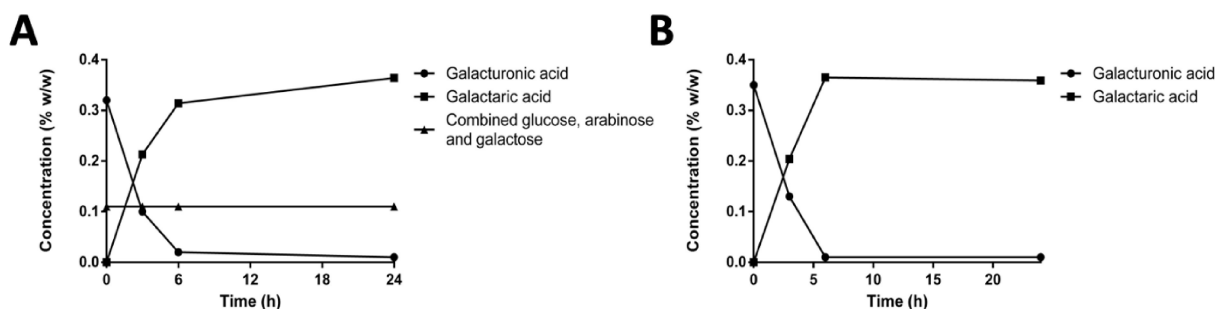 A
Concentration (% w/w)
0.4
0.3
0.2
0.1
0.0
0
6
12
18
24
Time (h)
Galacturonic acid
Galactaric acid
Combined glucose, arabinose
and galactose
B
Concentration (% w/w)
0.4
0.3
0.2
0.1
0.0
0
5
10
15
20
Time (h)
Galacturonic acid
Galactaric acid